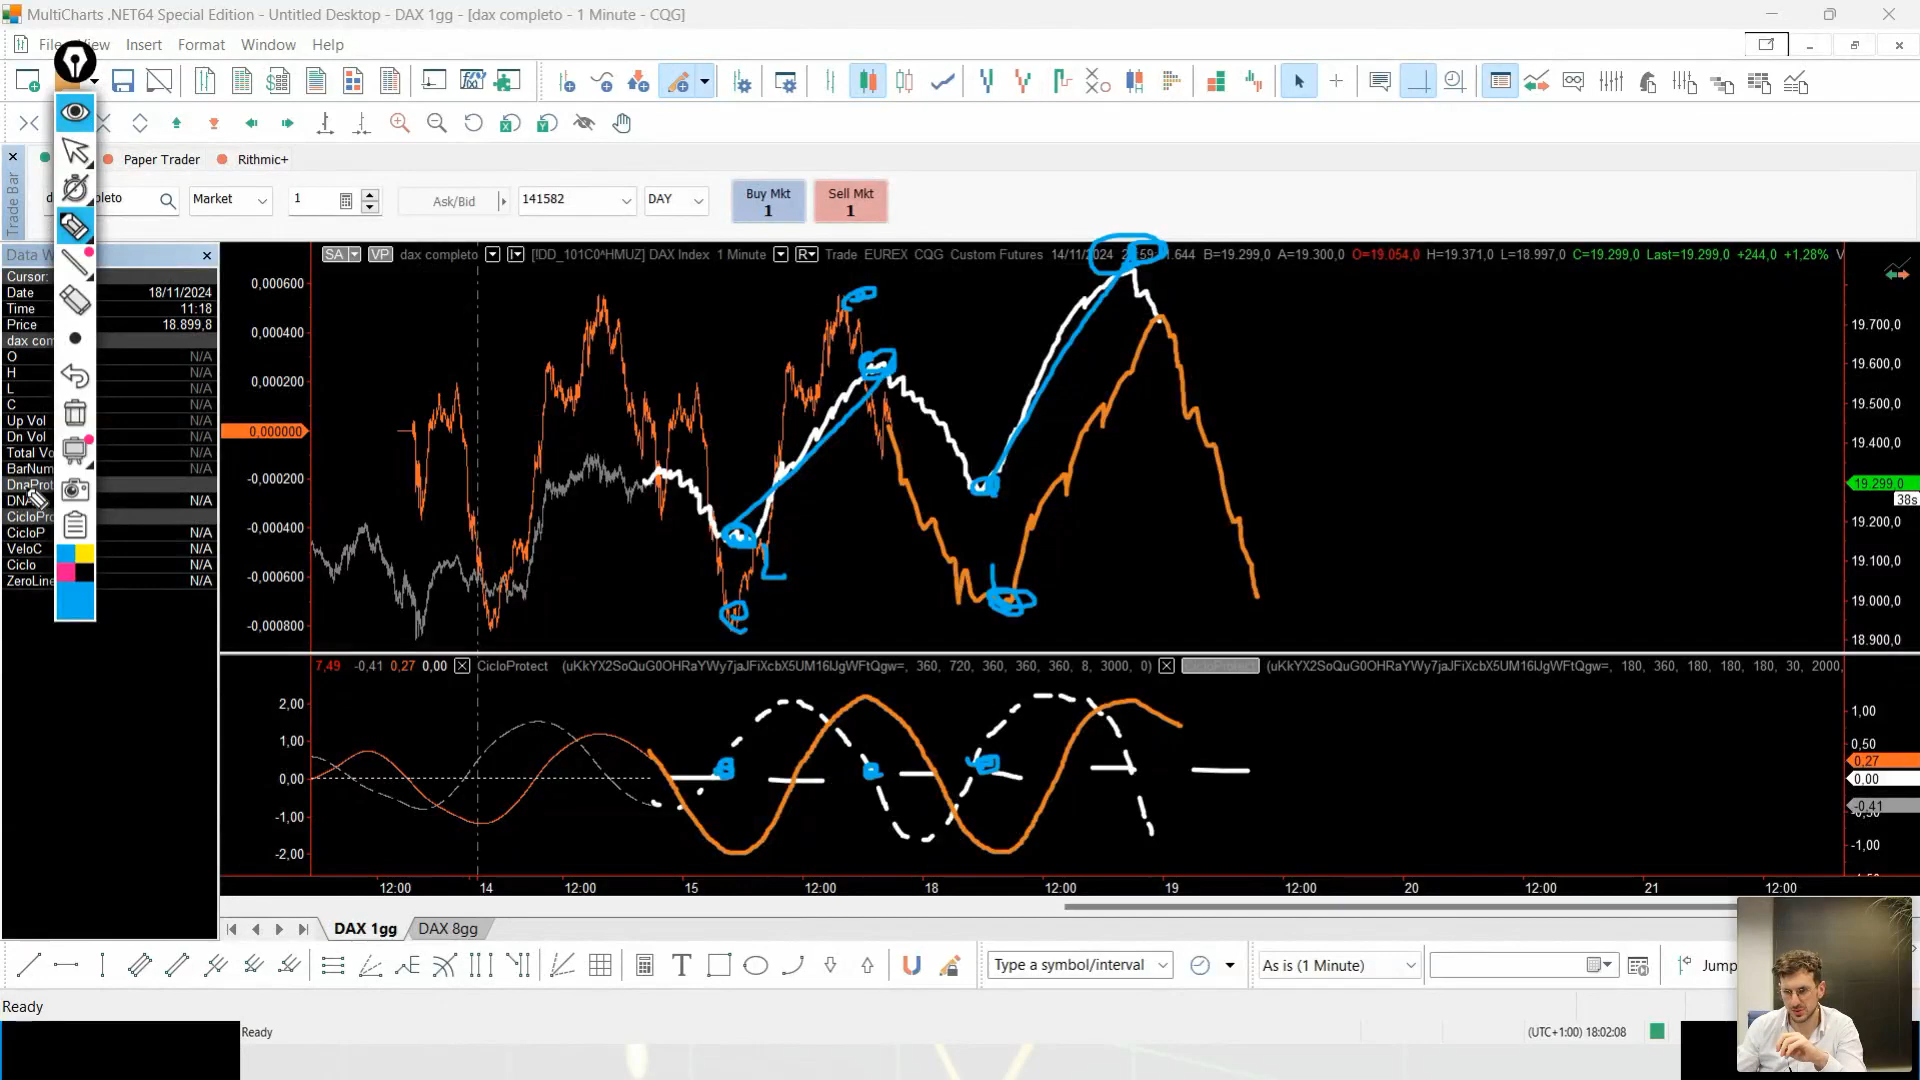 MultiCharts .NET64 Special Edition - Untitled Desktop - DAX 1gg - [dax completo - 1 Minute - CQG]
File View Insert Format Window Help
Paper Trader Rithmic+
Trade Bar
Market 1 Ask/Bid 141582 DAY Buy Mkt 1 Sell Mkt 1
SA VP dax completo [!DD_101C0^HMUZ] DAX Index 1 Minute R Trade EUREX CQG Custom Futures 14/11/2024 B=19.299,0 A=19.300,0 O=19.054,0 H=19.371,0 L=18.997,0 C=19.299,0 Last=19.299,0 +244,0 +1,28% V
Cursor:
Date 18/11/2024
Time 11:18
Price 18.899,8
dax com
O N/A
H N/A
L N/A
C N/A
Up Vol N/A
Dn Vol N/A
Total Vo N/A
BarNum N/A
DnaProt
DNA N/A
CicloPro
CicloP N/A
VeloC N/A
Ciclo N/A
ZeroLine N/A
0,000600
0,000400
0,000200
0,000000
-0,000200
-0,000400
-0,000600
-0,000800
19.700,0
19.600,0
19.500,0
19.400,0
19.299,0
38s
19.200,0
19.100,0
19.000,0
18.900,0
7,49 -0,41 0,27 0,00 CicloProtect (uKkYX2SoQuG0OHRaYWy7jaJFiXcbX5UM16lJgWFtQgw=, 360, 720, 360, 360, 360, 8, 3000, 0) CicloProtect (uKkYX2SoQuG0OHRaYWy7jaJFiXcbX5UM16lJgWFtQgw=, 180, 360, 180, 180, 180, 30, 2000,
2,00
1,00
0,00
-1,00
-2,00
1,00
0,50
0,27
0,00
-0,41
-1,00
12:00 14 12:00 15 12:00 18 12:00 19 12:00 20 12:00 21 12:00
DAX 1gg DAX 8gg
Type a symbol/interval As is (1 Minute) Jump
Ready
Ready (UTC+1:00) 18:02:08